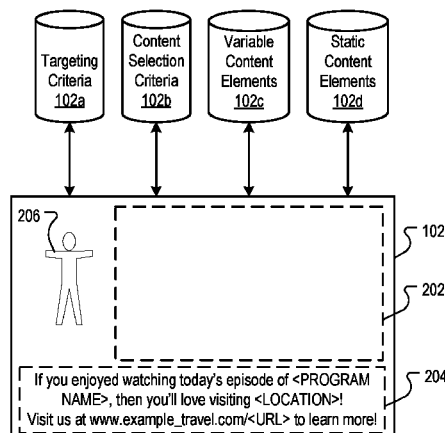 Targeting
Criteria
102a
Content
Selection
Criteria
102b
Variable
Content
Elements
102c
Static
Content
Elements
102d
206
102
202
If you enjoyed watching today's episode of <PROGRAM
NAME>, then you'll love visiting <LOCATION>!
Visit us at www.example_travel.com/<URL> to learn more!
204